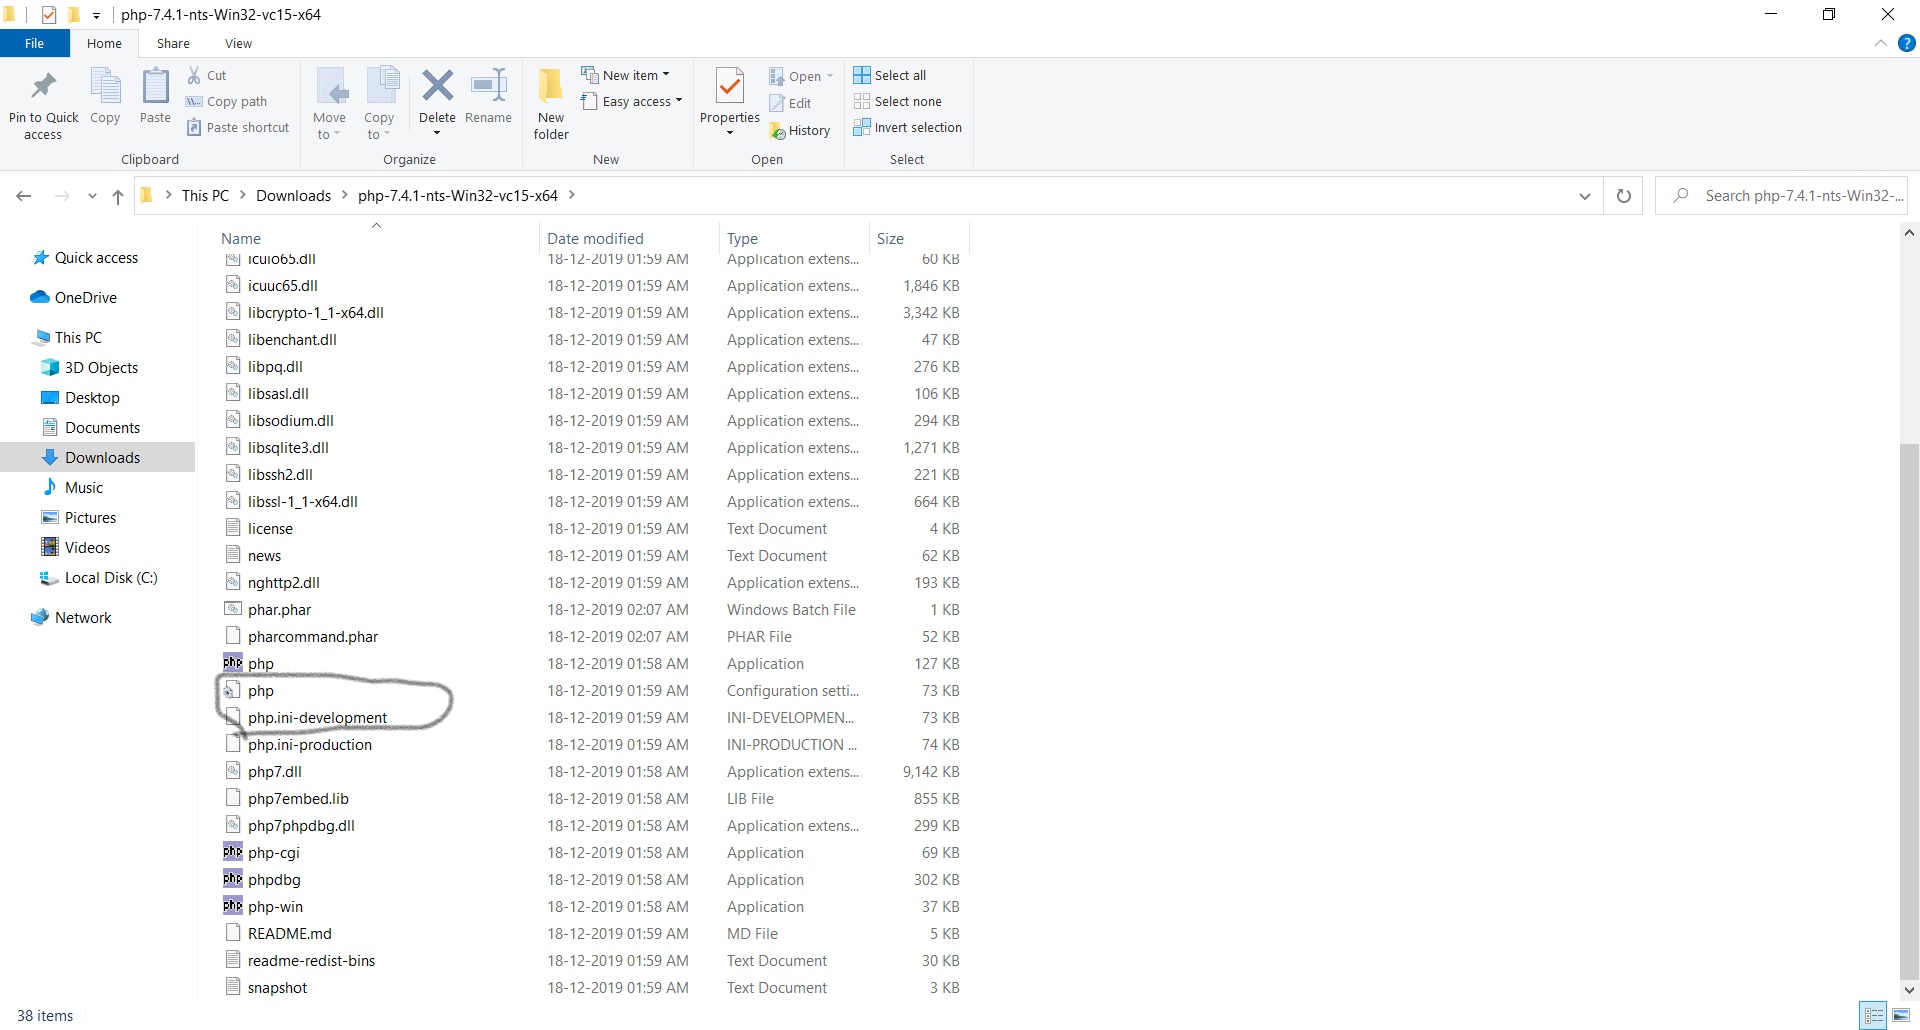 php-7.4.1-nts-Win32-vc15-x64
File Home Share View
Pin to Quick access
Copy
Paste
Cut
Copy path
Paste shortcut
Clipboard
Move to
Copy to
Delete
Rename
Organize
New folder
New item
Easy access
New
Properties
Open
Edit
History
Open
Select all
Select none
Invert selection
Select
This PC > Downloads > php-7.4.1-nts-Win32-vc15-x64 >
Search php-7.4.1-nts-Win32-...
Quick access
OneDrive
This PC
3D Objects
Desktop
Documents
Downloads
Music
Pictures
Videos
Local Disk (C:)
Network
Name Date modified Type Size
icuio65.dll 18-12-2019 01:59 AM Application extens... 60 KB
icuuc65.dll 18-12-2019 01:59 AM Application extens... 1,846 KB
libcrypto-1_1-x64.dll 18-12-2019 01:59 AM Application extens... 3,342 KB
libenchant.dll 18-12-2019 01:59 AM Application extens... 47 KB
libpq.dll 18-12-2019 01:59 AM Application extens... 276 KB
libsasl.dll 18-12-2019 01:59 AM Application extens... 106 KB
libsodium.dll 18-12-2019 01:59 AM Application extens... 294 KB
libsqlite3.dll 18-12-2019 01:59 AM Application extens... 1,271 KB
libssh2.dll 18-12-2019 01:59 AM Application extens... 221 KB
libssl-1_1-x64.dll 18-12-2019 01:59 AM Application extens... 664 KB
license 18-12-2019 01:59 AM Text Document 4 KB
news 18-12-2019 01:59 AM Text Document 62 KB
nghttp2.dll 18-12-2019 01:59 AM Application extens... 193 KB
phar.phar 18-12-2019 02:07 AM Windows Batch File 1 KB
pharcommand.phar 18-12-2019 02:07 AM PHAR File 52 KB
php php 18-12-2019 01:58 AM Application 127 KB
php 18-12-2019 01:59 AM Configuration setti... 73 KB
php.ini-development 18-12-2019 01:59 AM INI-DEVELOPMEN... 73 KB
php.ini-production 18-12-2019 01:59 AM INI-PRODUCTION ... 74 KB
php7.dll 18-12-2019 01:58 AM Application extens... 9,142 KB
php7embed.lib 18-12-2019 01:58 AM LIB File 855 KB
php7phpdbg.dll 18-12-2019 01:58 AM Application extens... 299 KB
php php-cgi 18-12-2019 01:58 AM Application 69 KB
php phpdbg 18-12-2019 01:58 AM Application 302 KB
php php-win 18-12-2019 01:58 AM Application 37 KB
README.md 18-12-2019 01:59 AM MD File 5 KB
readme-redist-bins 18-12-2019 01:59 AM Text Document 30 KB
snapshot 18-12-2019 01:59 AM Text Document 3 KB
38 items